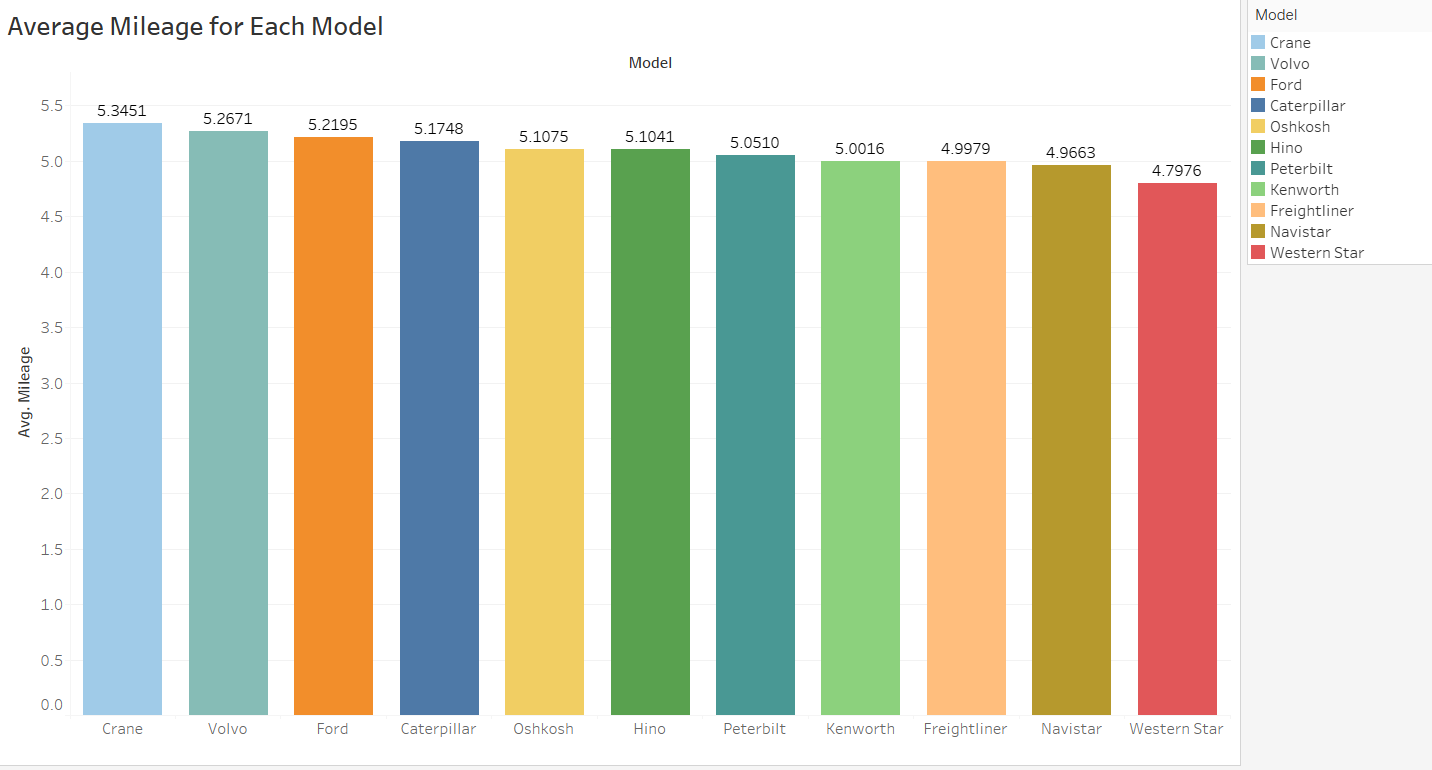 Average Mileage for Each Model
Model
Avg. Mileage
5.5
5.0
4.5
4.0
3.5
3.0
2.5
2.0
1.5
1.0
0.5
0.0
5.3451
5.2671
5.2195
5.1748
5.1075
5.1041
5.0510
5.0016
4.9979
4.9663
4.7976
Crane
Volvo
Ford
Caterpillar
Oshkosh
Hino
Peterbilt
Kenworth
Freightliner
Navistar
Western Star
Model
Crane
Volvo
Ford
Caterpillar
Oshkosh
Hino
Peterbilt
Kenworth
Freightliner
Navistar
Western Star